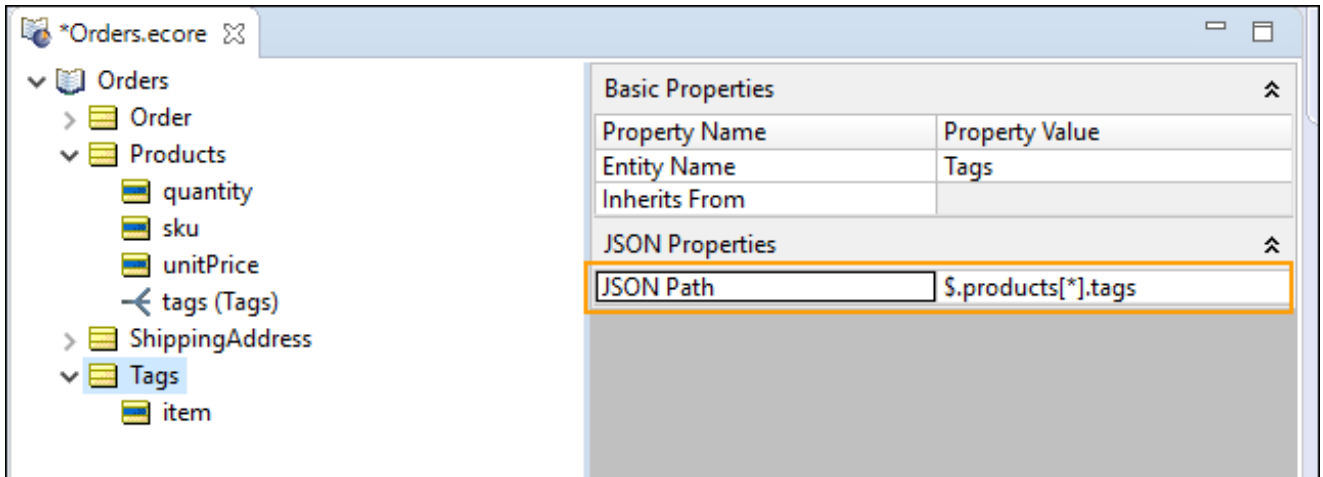 *Orders.ecore
Orders
Order
Products
quantity
sku
unitPrice
tags (Tags)
ShippingAddress
Tags
item
Basic Properties
Property Name Property Value
Entity Name Tags
Inherits From
JSON Properties
JSON Path $.products[*].tags